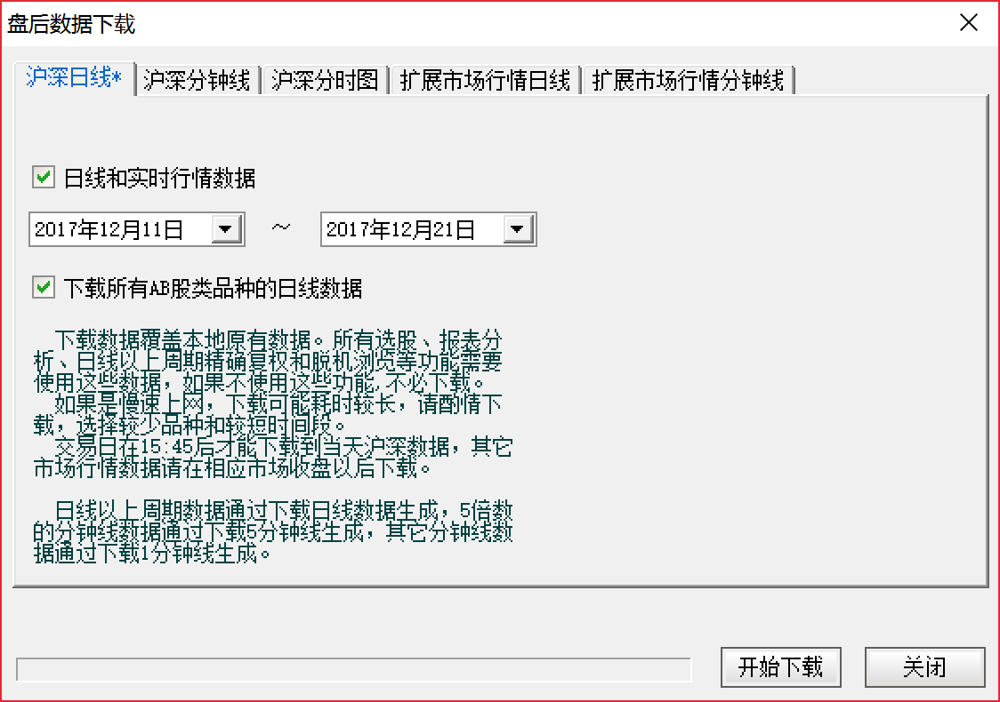 盘后数据下载
沪深日线* 沪深分钟线 沪深分时图 扩展市场行情日线 扩展市场行情分钟线
日线和实时行情数据
2017年12月11日 ~ 2017年12月21日
下载所有AB股类品种的日线数据
下载数据覆盖本地原有数据。所有选股、报表分
析、日线以上周期精确复权和脱机浏览等功能需要
使用这些数据，如果不使用这些功能,不必下载。
如果是慢速上网，下载可能耗时较长，请酌情下
载，选择较少品种和较短时间段。
交易日在15:45后才能下载到当天沪深数据，其它
市场行情数据请在相应市场收盘以后下载。
日线以上周期数据通过下载日线数据生成，5倍数
的分钟线数据通过下载5分钟线生成，其它分钟线数
据通过下载1分钟线生成。
开始下载 关闭